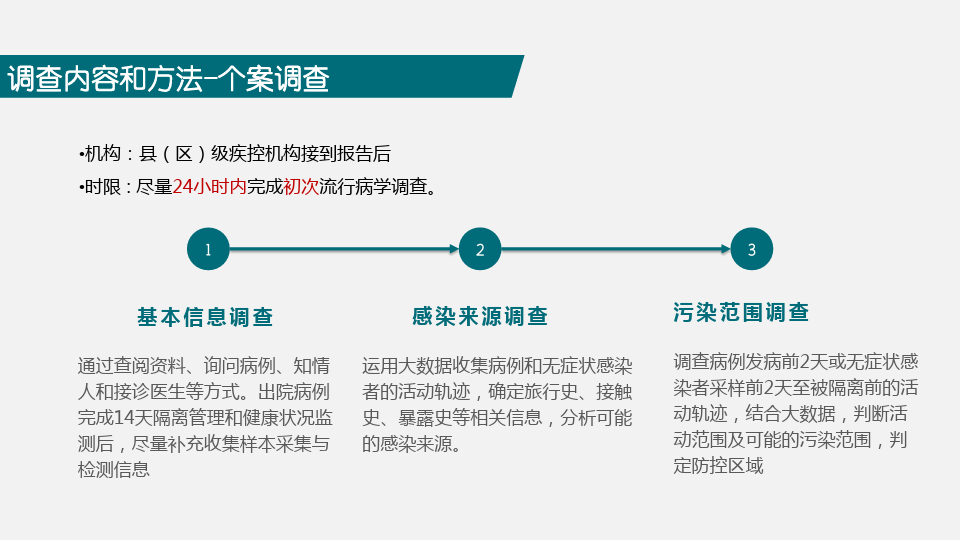 调查内容和方法-个案调查
•机构：县（区）级疾控机构接到报告后
•时限：尽量24小时内完成初次流行病学调查。
1
2
3
基本信息调查
通过查阅资料、询问病例、知情
人和接诊医生等方式。出院病例
完成14天隔离管理和健康状况监
测后，尽量补充收集样本采集与
检测信息
感染来源调查
运用大数据收集病例和无症状感染
者的活动轨迹，确定旅行史、接触
史、暴露史等相关信息，分析可能
的感染来源。
污染范围调查
调查病例发病前2天或无症状感
染者采样前2天至被隔离前的活
动轨迹，结合大数据，判断活
动范围及可能的污染范围，判
定防控区域